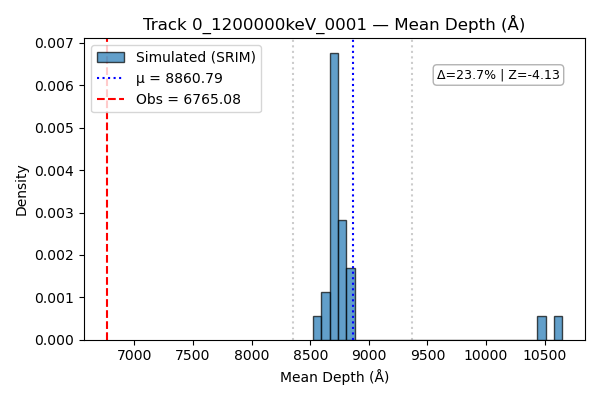 Track 0_1200000keV_0001 — Mean Depth (Å)
Simulated (SRIM)
μ = 8860.79
Obs = 6765.08
Δ=23.7% | Z=-4.13
Density
0.007
0.006
0.005
0.004
0.003
0.002
0.001
0.000
7000 7500 8000 8500 9000 9500 10000 10500
Mean Depth (Å)